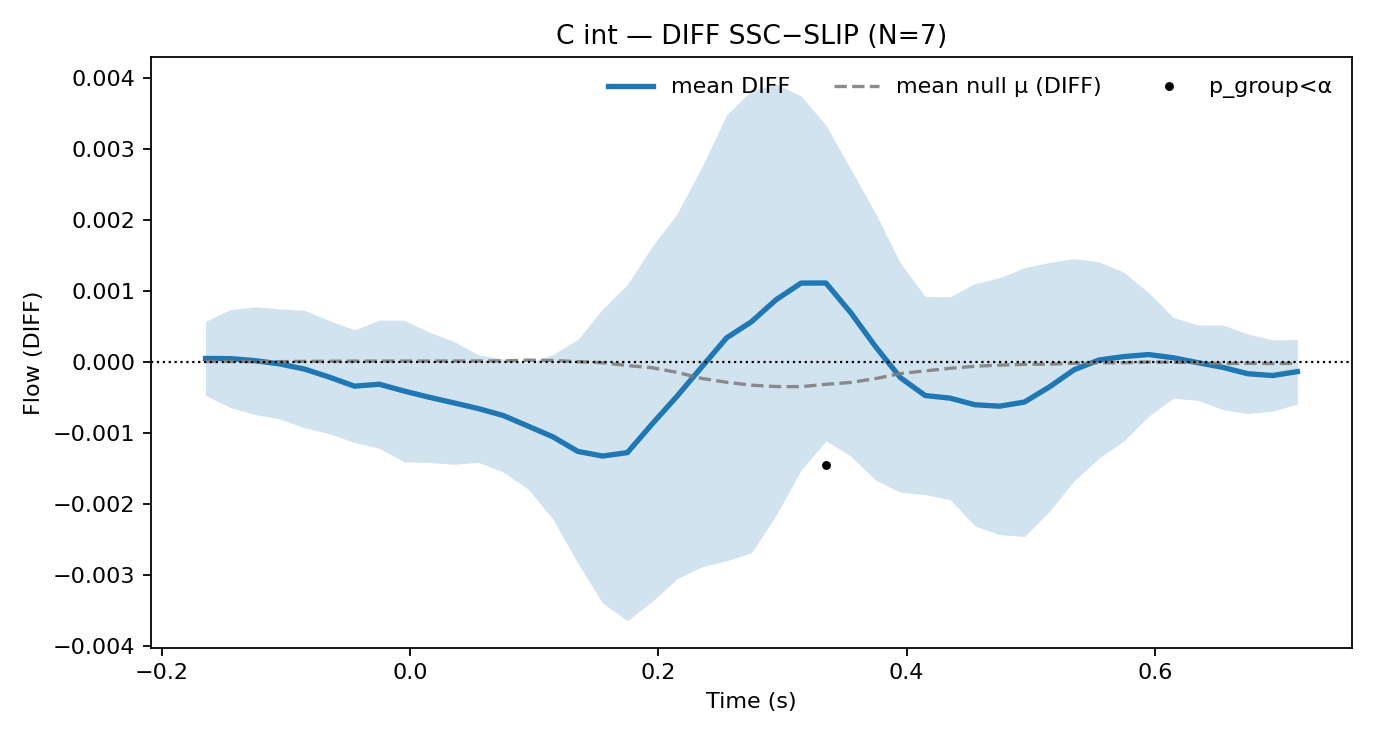 C int — DIFF SSC−SLIP (N=7)
mean DIFF
mean null μ (DIFF)
p_group<α
Flow (DIFF)
0.004
0.003
0.002
0.001
0.000
−0.001
−0.002
−0.003
−0.004
−0.2
0.0
0.2
0.4
0.6
Time (s)